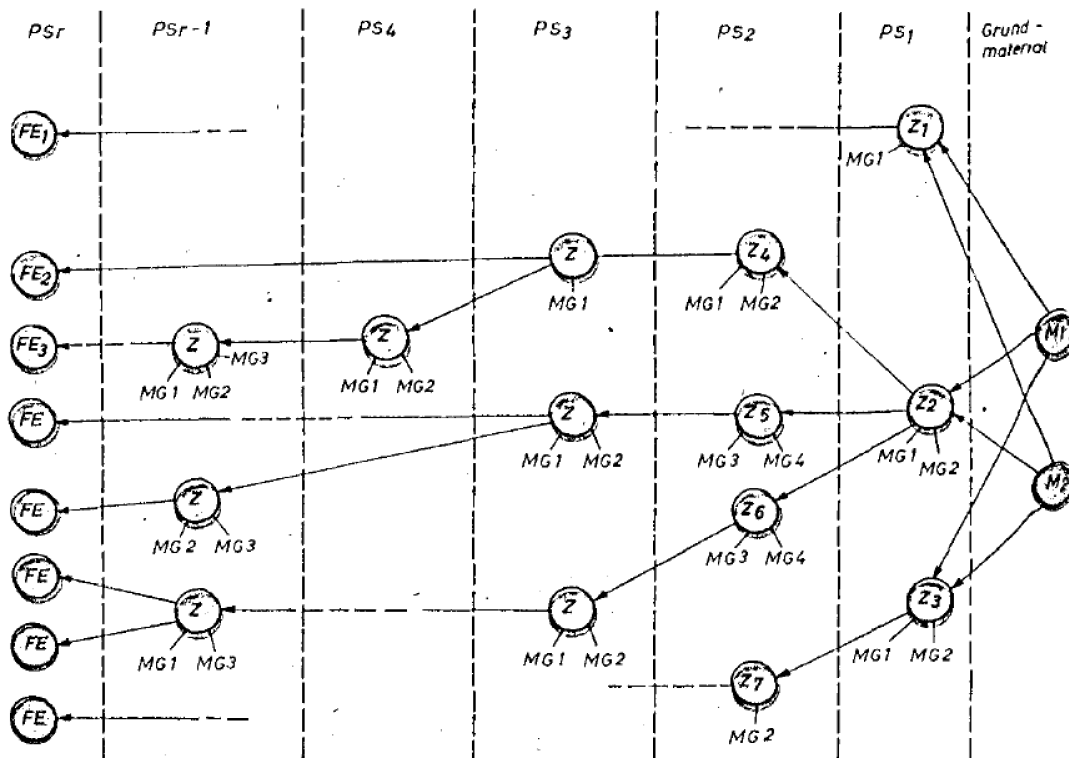 PSr PSr-1 PS4 PS3 PS2 PS1 Grund-
material
FE1 Z1
MG1
FE2 Z Z4
MG1 MG1 MG2
FE3 Z Z M1
MG3
MG1 MG2 MG1 MG2
FE Z Z5 Z2
MG1 MG2 MG3 MG4 MG1 MG2
FE Z Z6 M2
MG2 MG3 MG3 MG4
FE
Z Z Z3
FE
MG1 MG3 MG1 MG2 MG1 MG2
Z7
FE
MG2